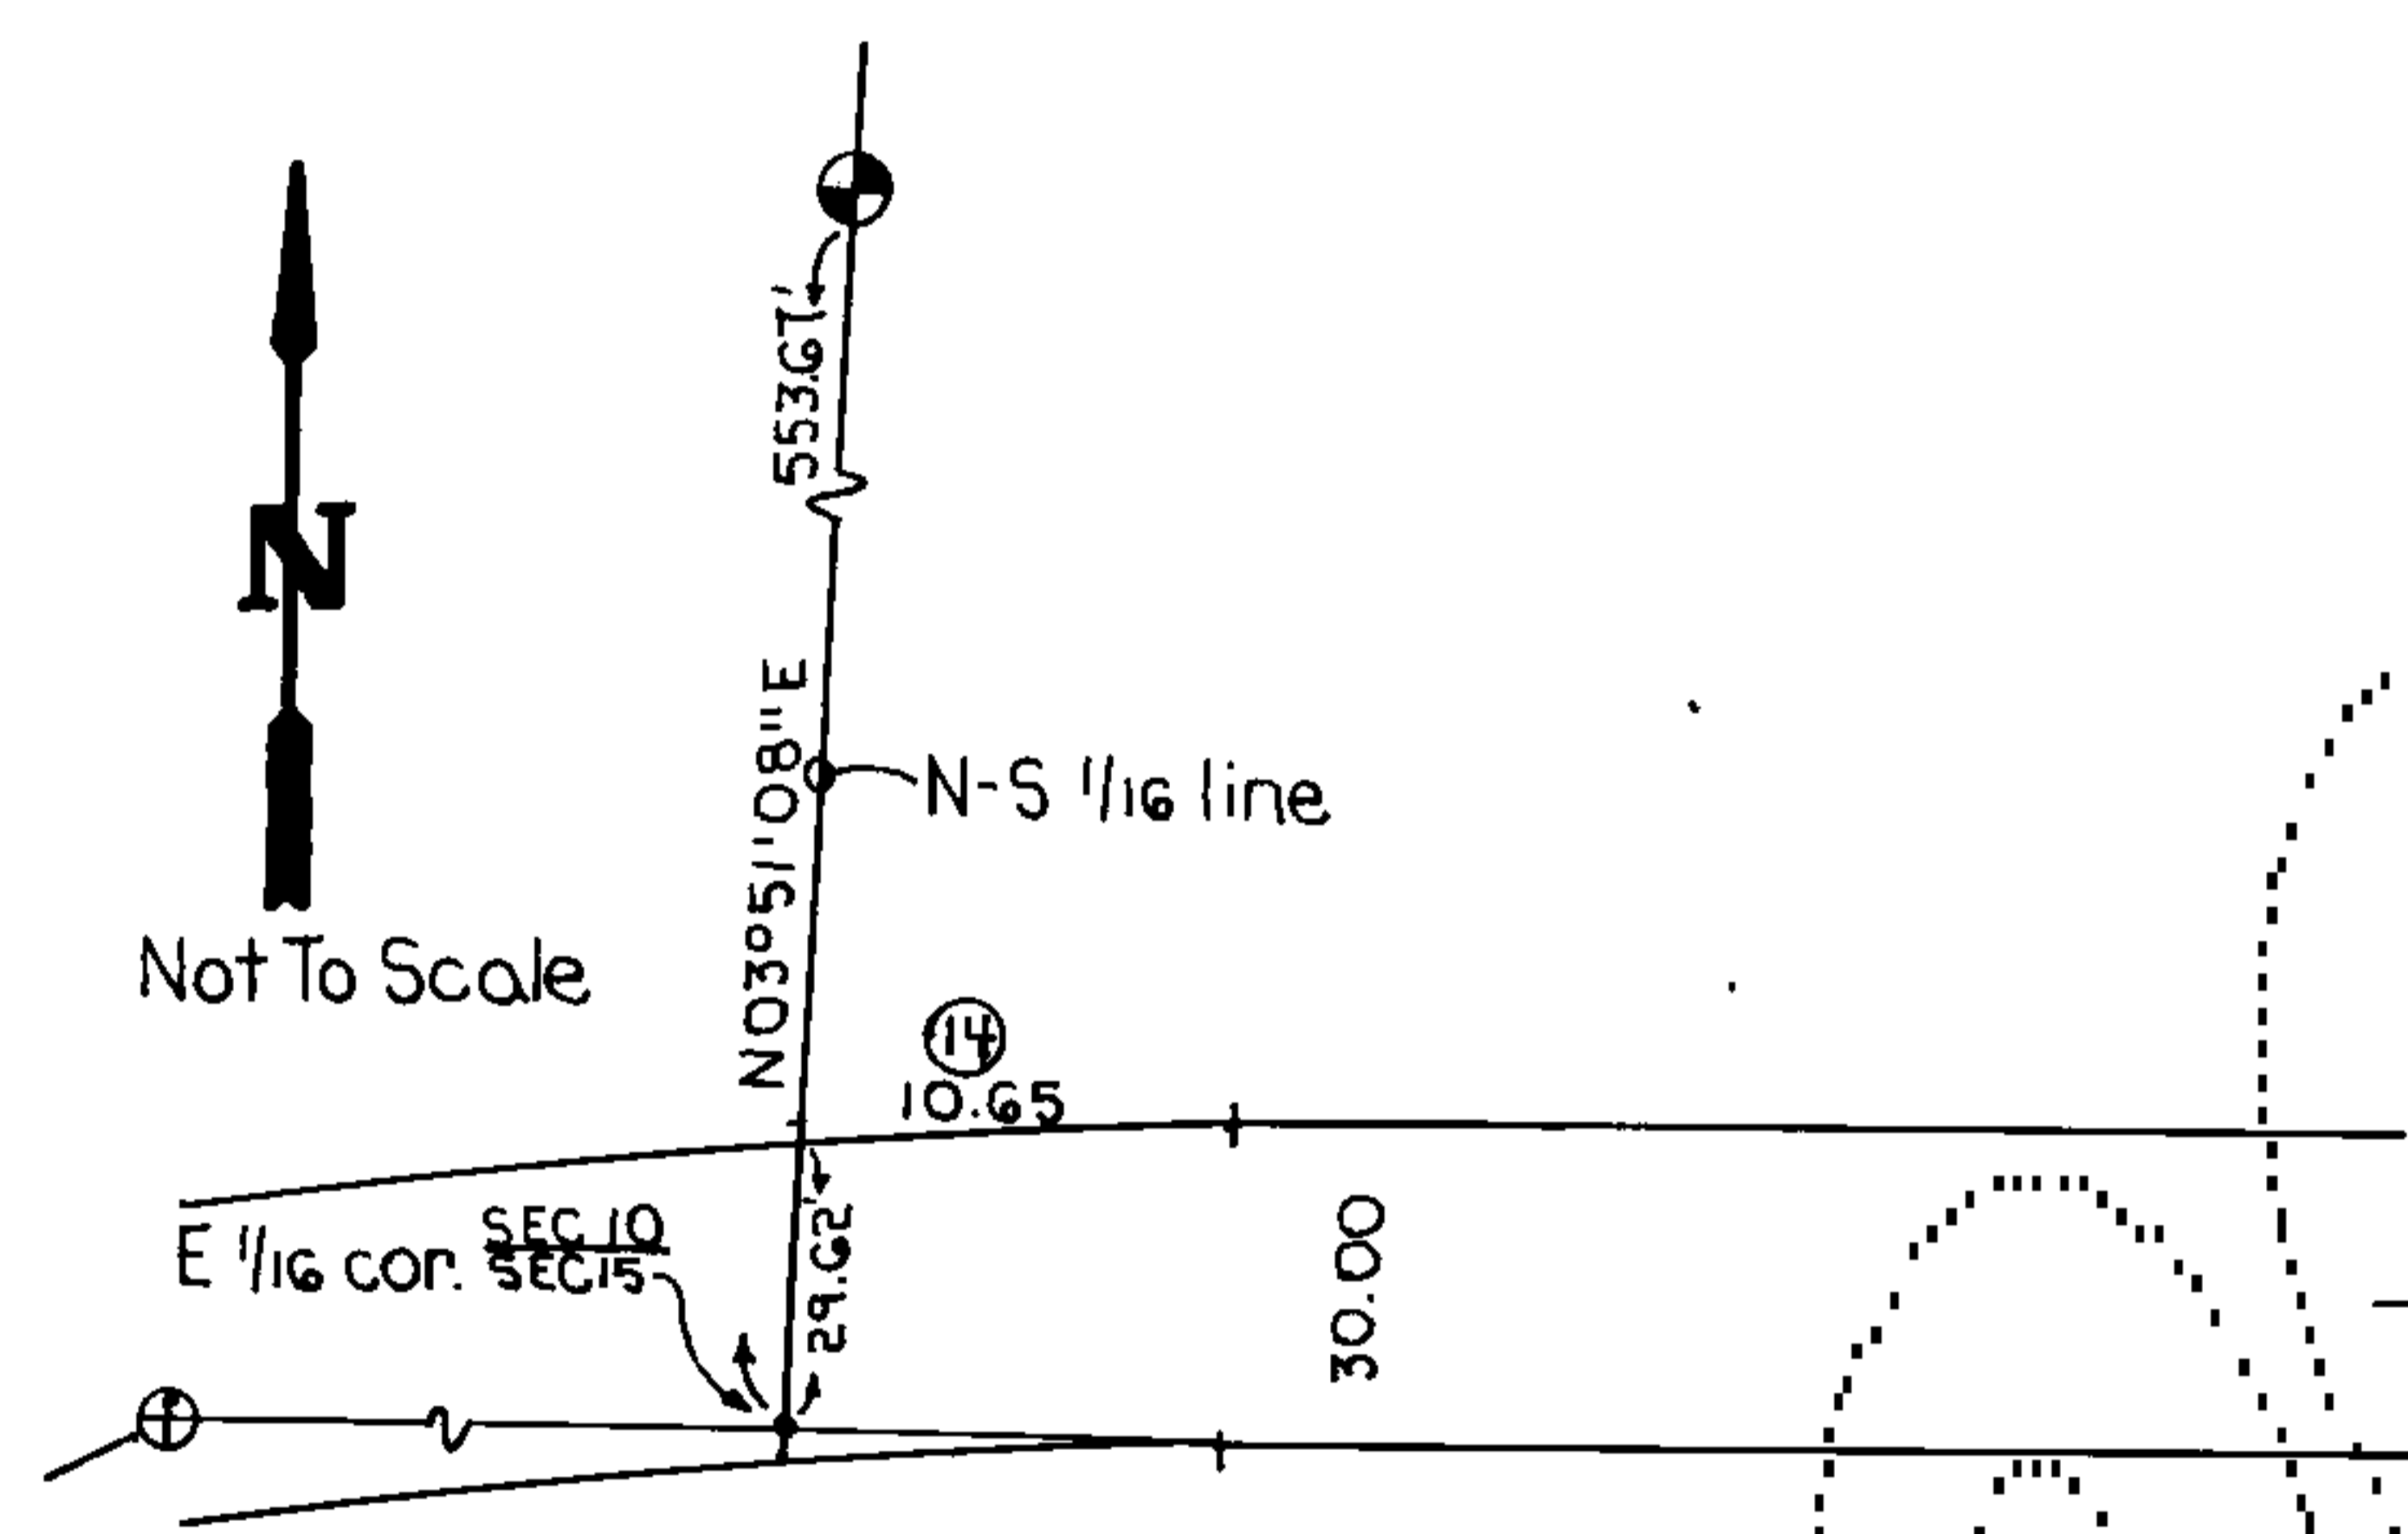 553.67'
N
N03°51'08" E
N-S 1/16 line
Not To Scale
14
10.65
E 1/16 cor. SEC 10
SEC 15
29.62'
30.00